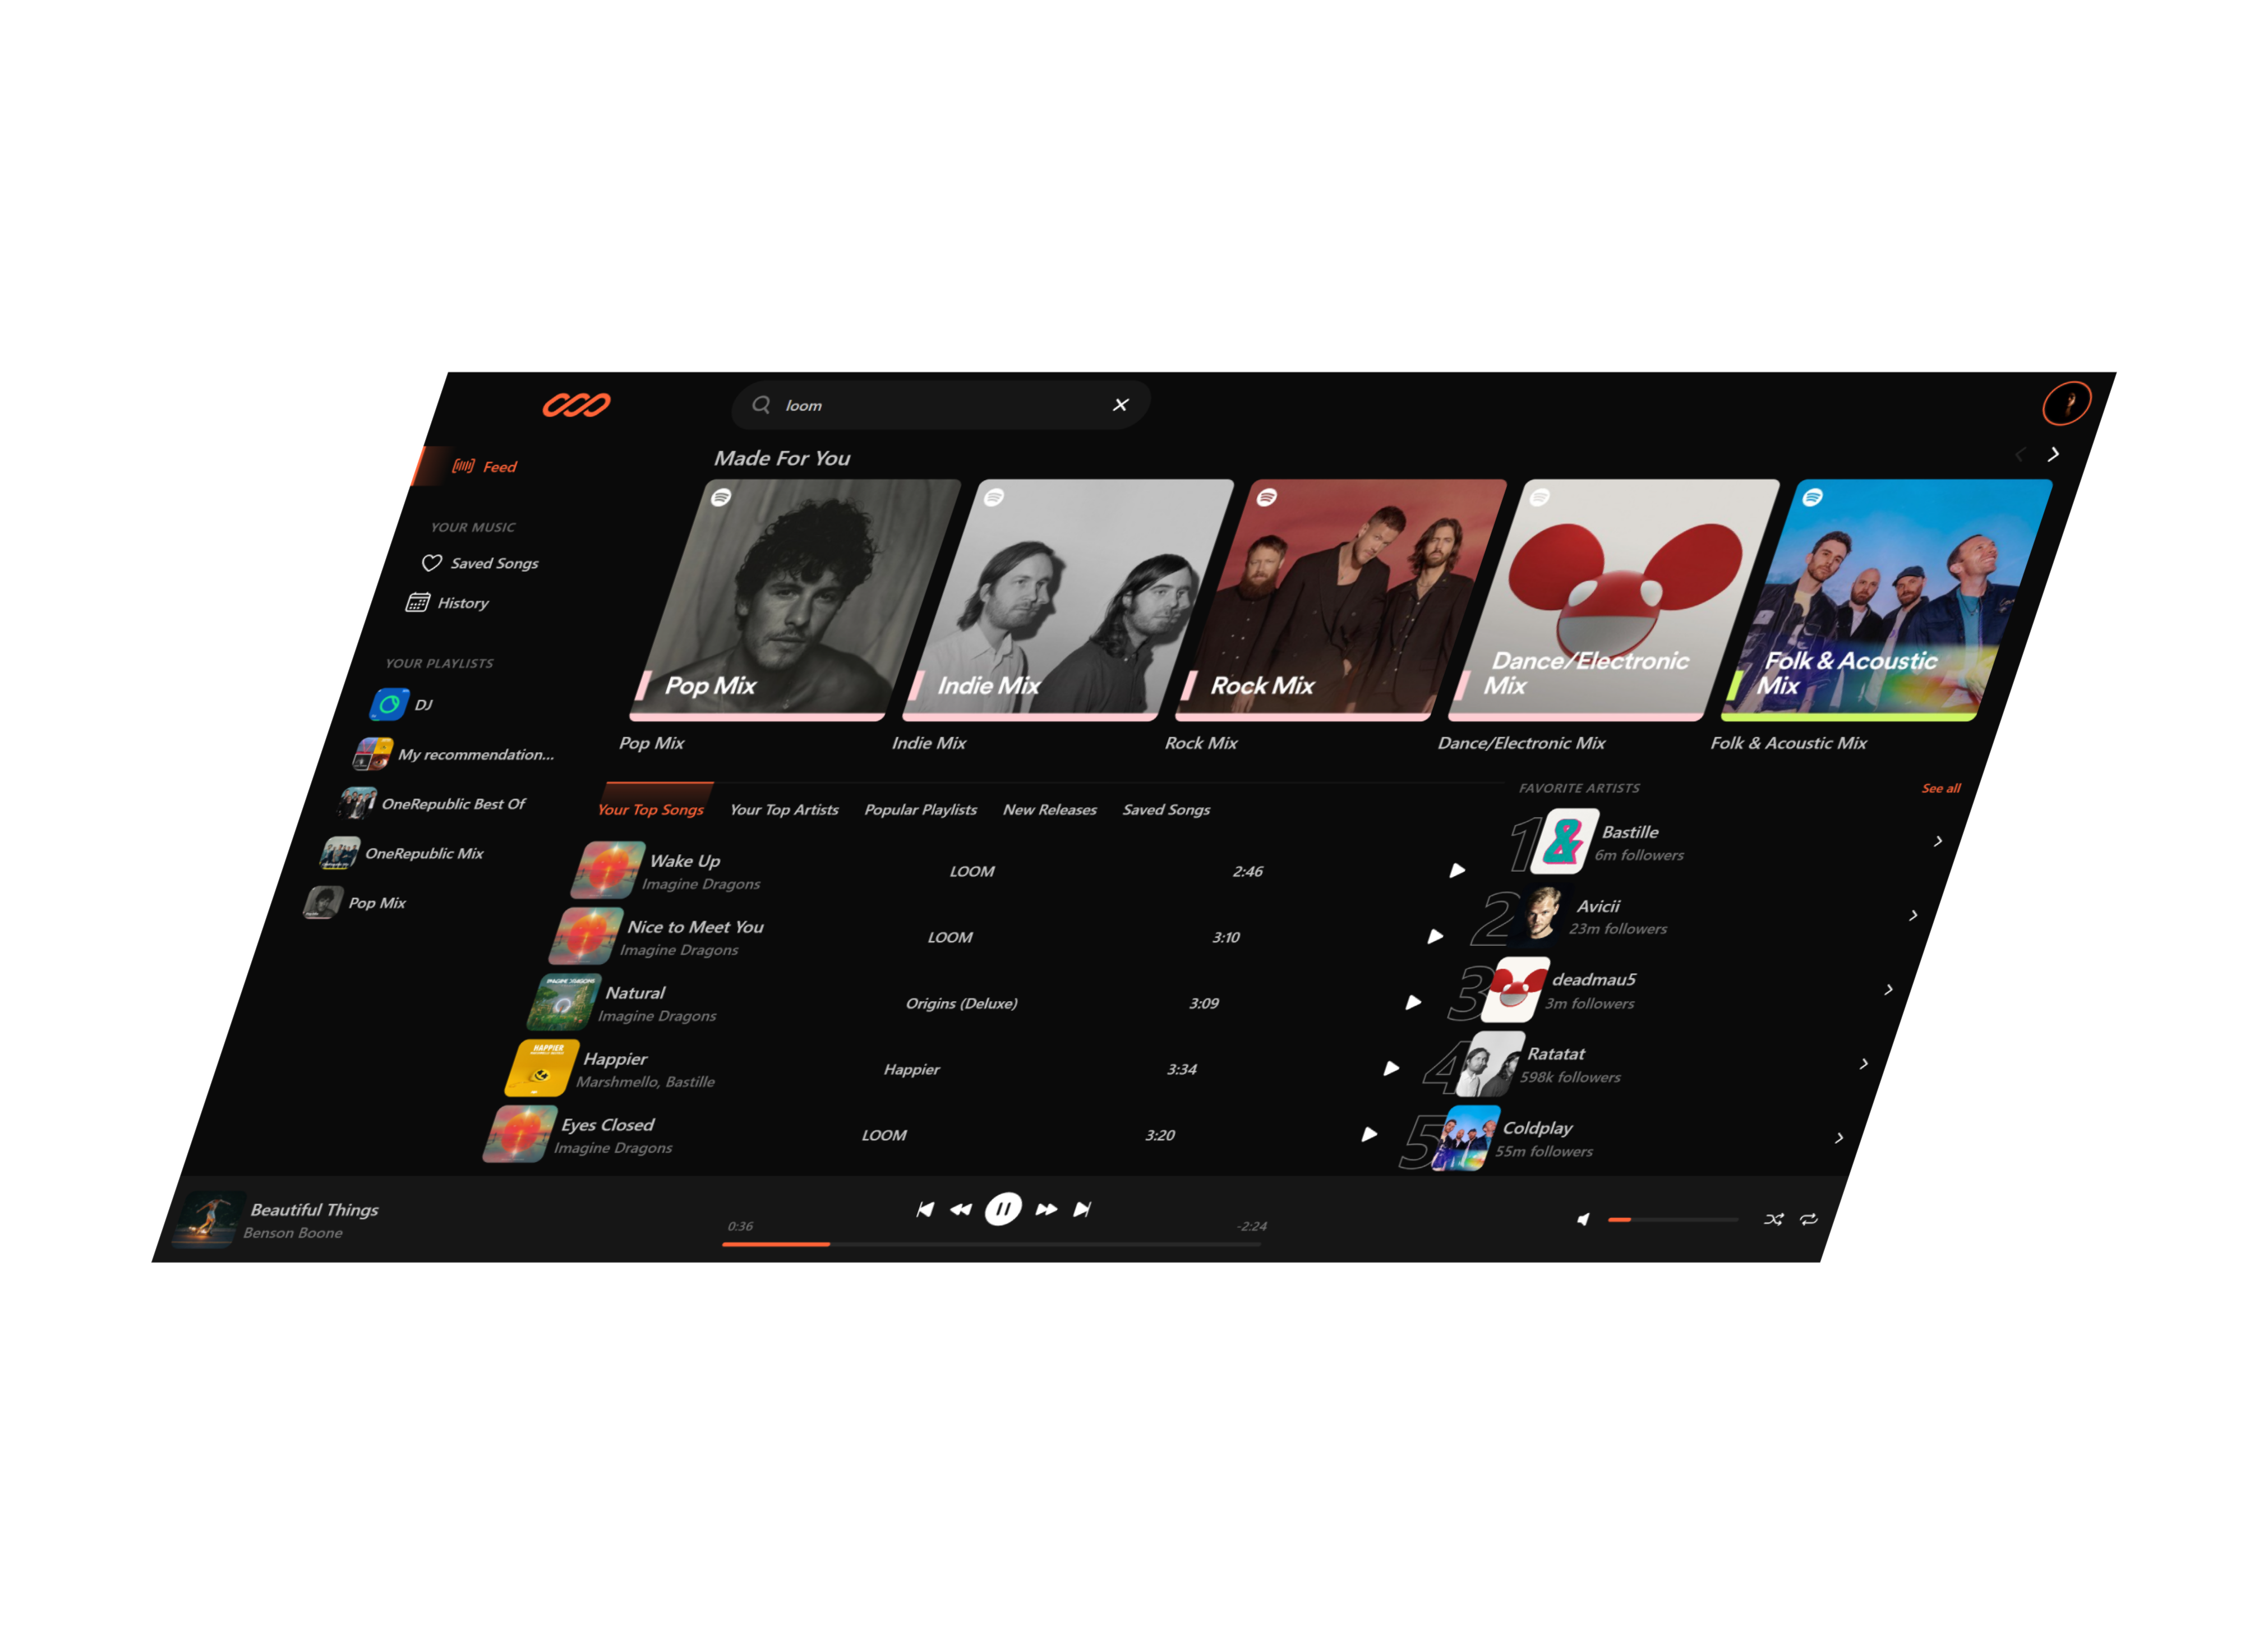 loom
Feed
YOUR MUSIC
Saved Songs
History
YOUR PLAYLISTS
DJ
My recommendation...
OneRepublic Best Of
OneRepublic Mix
Pop Mix
Made For You
Pop Mix
Indie Mix
Rock Mix
Dance/Electronic
Mix
Folk & Acoustic
Mix
Pop Mix
Indie Mix
Rock Mix
Dance/Electronic Mix
Folk & Acoustic Mix
Your Top Songs
Your Top Artists
Popular Playlists
New Releases
Saved Songs
Wake Up
Imagine Dragons
LOOM
2:46
Nice to Meet You
Imagine Dragons
LOOM
3:10
IMAGINE DRAGONS
Natural
Imagine Dragons
Origins (Deluxe)
3:09
HAPPIER
Happier
Marshmello, Bastille
Happier
3:34
Eyes Closed
Imagine Dragons
LOOM
3:20
FAVORITE ARTISTS
See all
1
&
Bastille
6m followers
2
Avicii
23m followers
3
deadmau5
3m followers
4
Ratatat
598k followers
5
Coldplay
55m followers
Beautiful Things
Benson Boone
0:36
-2:24